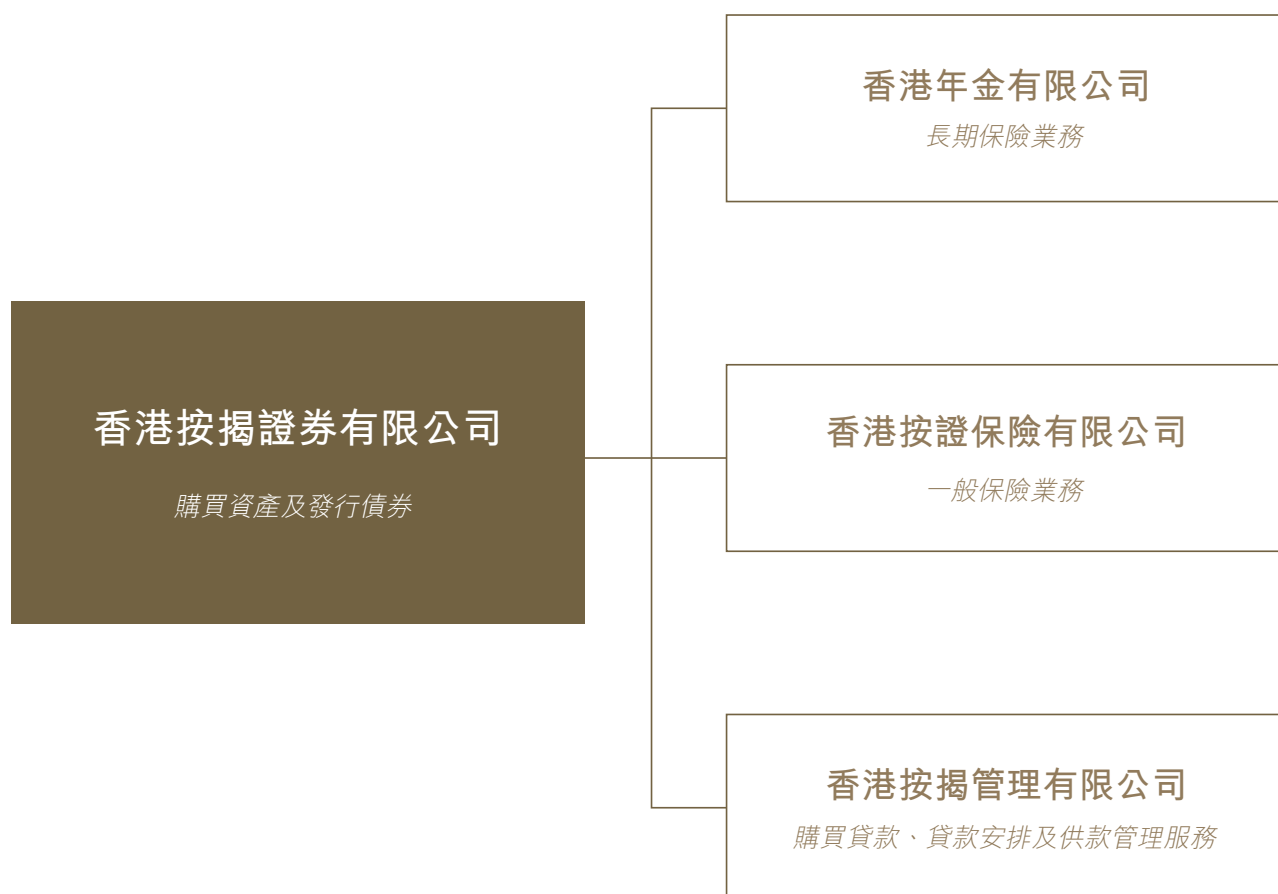 香港年金有限公司
長期保險業務
香港按揭證券有限公司
購買資產及發行債券
香港按證保險有限公司
一般保險業務
香港按揭管理有限公司
購買貸款、貸款安排及供款管理服務